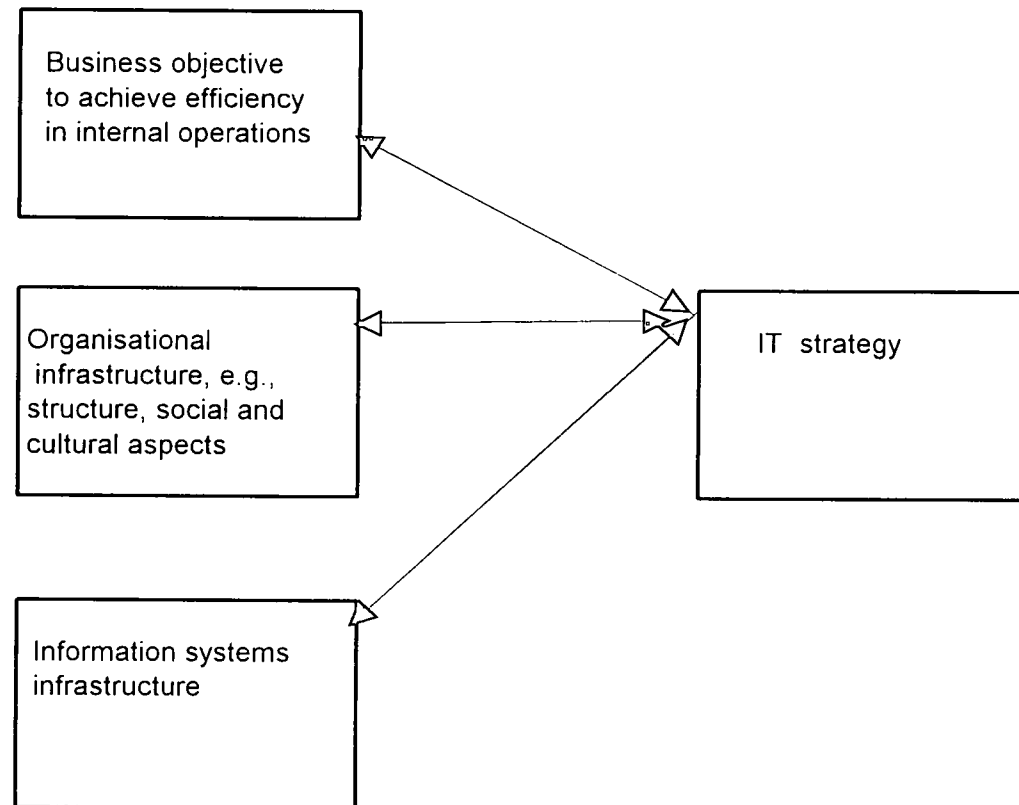 Business objective
to achieve efficiency
in internal operations
Organisational
infrastructure, e.g.,
structure, social and
cultural aspects
IT strategy
Information systems
infrastructure